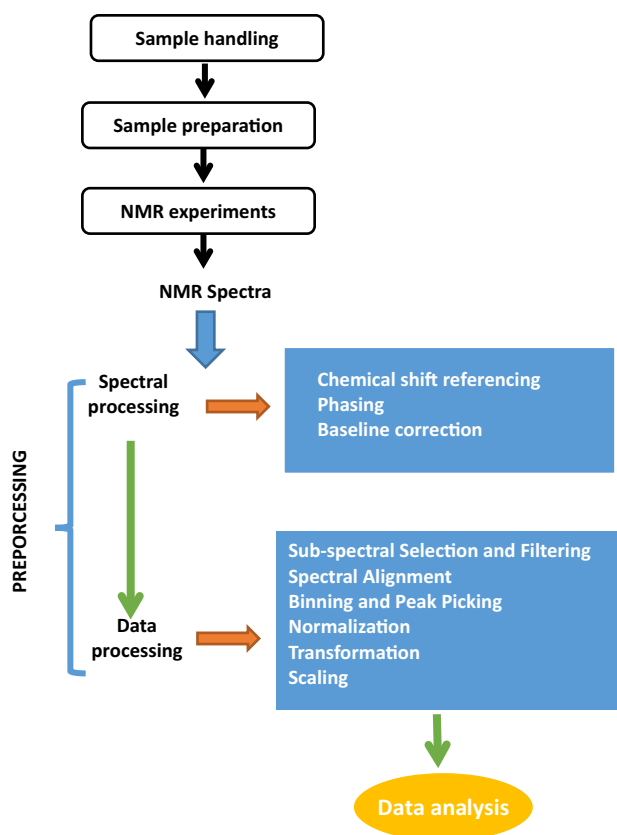 Sample handling
Sample preparation
NMR experiments
NMR Spectra
PREPORCESSING
Spectral
processing
Chemical shift referencing
Phasing
Baseline correction
Data
processing
Sub-spectral Selection and Filtering
Spectral Alignment
Binning and Peak Picking
Normalization
Transformation
Scaling
Data analysis